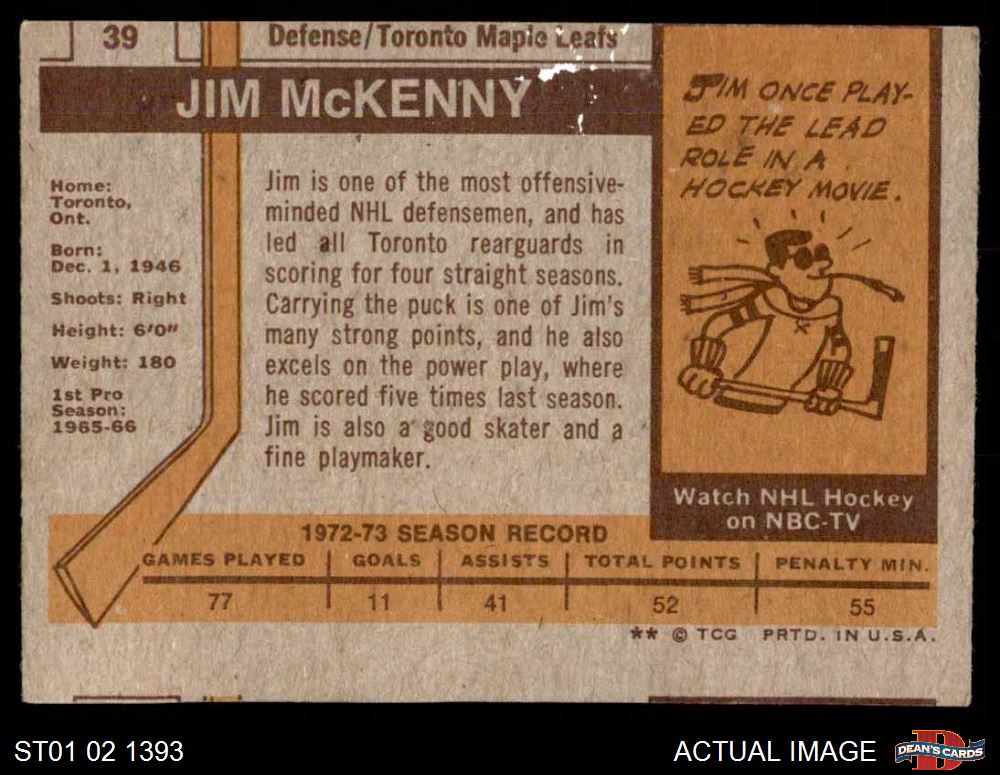 39
Defense/Toronto Maple Leafs
JIM McKENNY
Home:
Toronto,
Ont.
Born:
Dec. 1, 1946
Shoots: Right
Height: 6'0"
Weight: 180
1st Pro
Season:
1965-66
Jim is one of the most offensive-
minded NHL defensemen, and has
led all Toronto rearguards in
scoring for four straight seasons.
Carrying the puck is one of Jim's
many strong points, and he also
excels on the power play, where
he scored five times last season.
Jim is also a good skater and a
fine playmaker.
JIM ONCE PLAY-
ED THE LEAD
ROLE IN A
HOCKEY MOVIE.
Watch NHL Hockey
on NBC-TV
1972-73 SEASON RECORD
GAMES PLAYED GOALS ASSISTS TOTAL POINTS PENALTY MIN.
77 11 41 52 55
** © TCG PRTD. IN U.S.A.
ST01 02 1393
ACTUAL IMAGE
D
DEAN'S CARDS